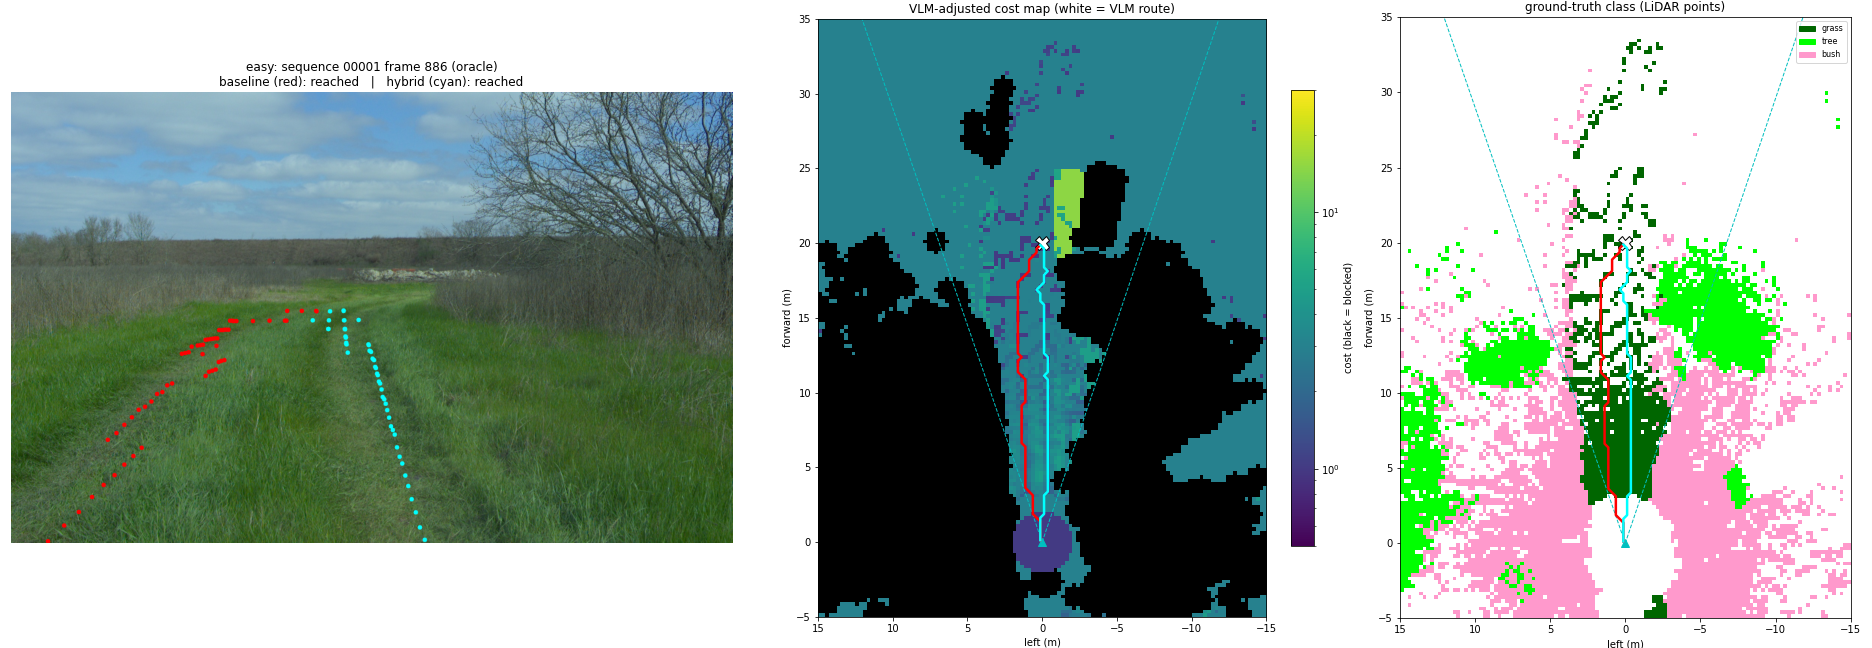 easy: sequence 00001 frame 886 (oracle)
baseline (red): reached | hybrid (cyan): reached
VLM-adjusted cost map (white = VLM route)
35
30
25
20
15
10
5
0
−5
forward (m)
15 10 5 0 −5 −10 −15
left (m)
10¹
10⁰
cost (black = blocked)
ground-truth class (LiDAR points)
grass
tree
bush
35
30
25
20
15
10
5
0
−5
forward (m)
15 10 5 0 −5 −10 −15
left (m)